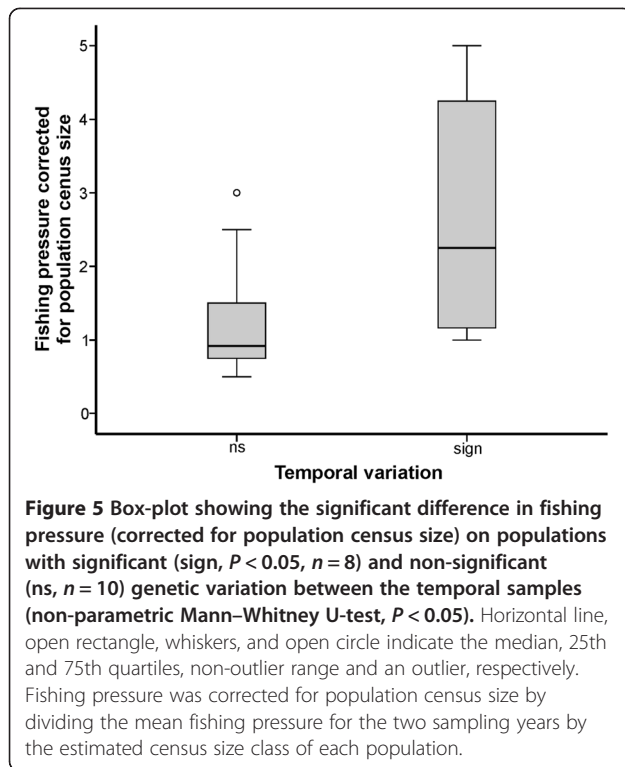 5
4
3
2
1
0
Fishing pressure corrected
for population cenus size
ns
sign
Temporal variation
Figure 5 Box-plot showing the significant difference in fishing
pressure (corrected for population census size) on populations
with significant (sign, P < 0.05, n = 8) and non-significant
(ns, n = 10) genetic variation between the temporal samples
(non-parametric Mann–Whitney U-test, P < 0.05). Horizontal line,
open rectangle, whiskers, and open circle indicate the median, 25th
and 75th quartiles, non-outlier range and an outlier, respectively.
Fishing pressure was corrected for population census size by
dividing the mean fishing pressure for the two sampling years by
the estimated census size class of each population.